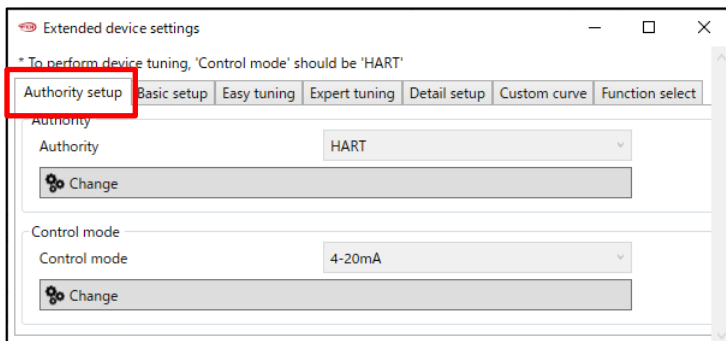 Extended device settings
* To perform device tuning, 'Control mode' should be 'HART'
Authority setup Basic setup Easy tuning Expert tuning Detail setup Custom curve Function select
Authority
Authority HART
Change
Control mode
Control mode 4-20mA
Change